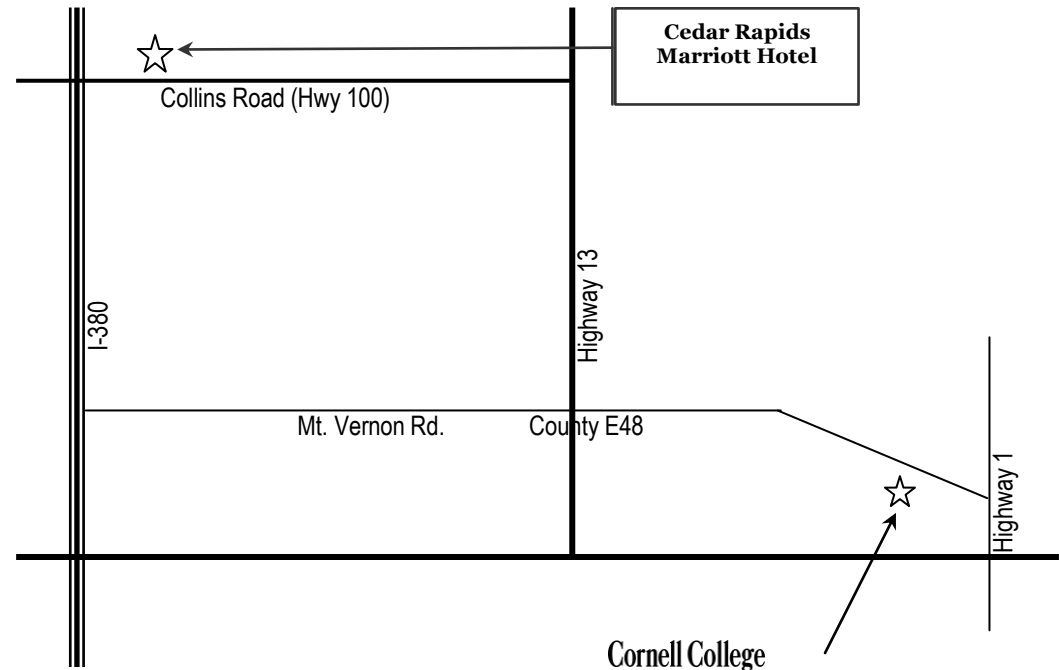 Cedar Rapids
Marriott Hotel
Collins Road (Hwy 100)
I-380
Highway 13
Mt. Vernon Rd.
County E48
Highway 1
Cornell College